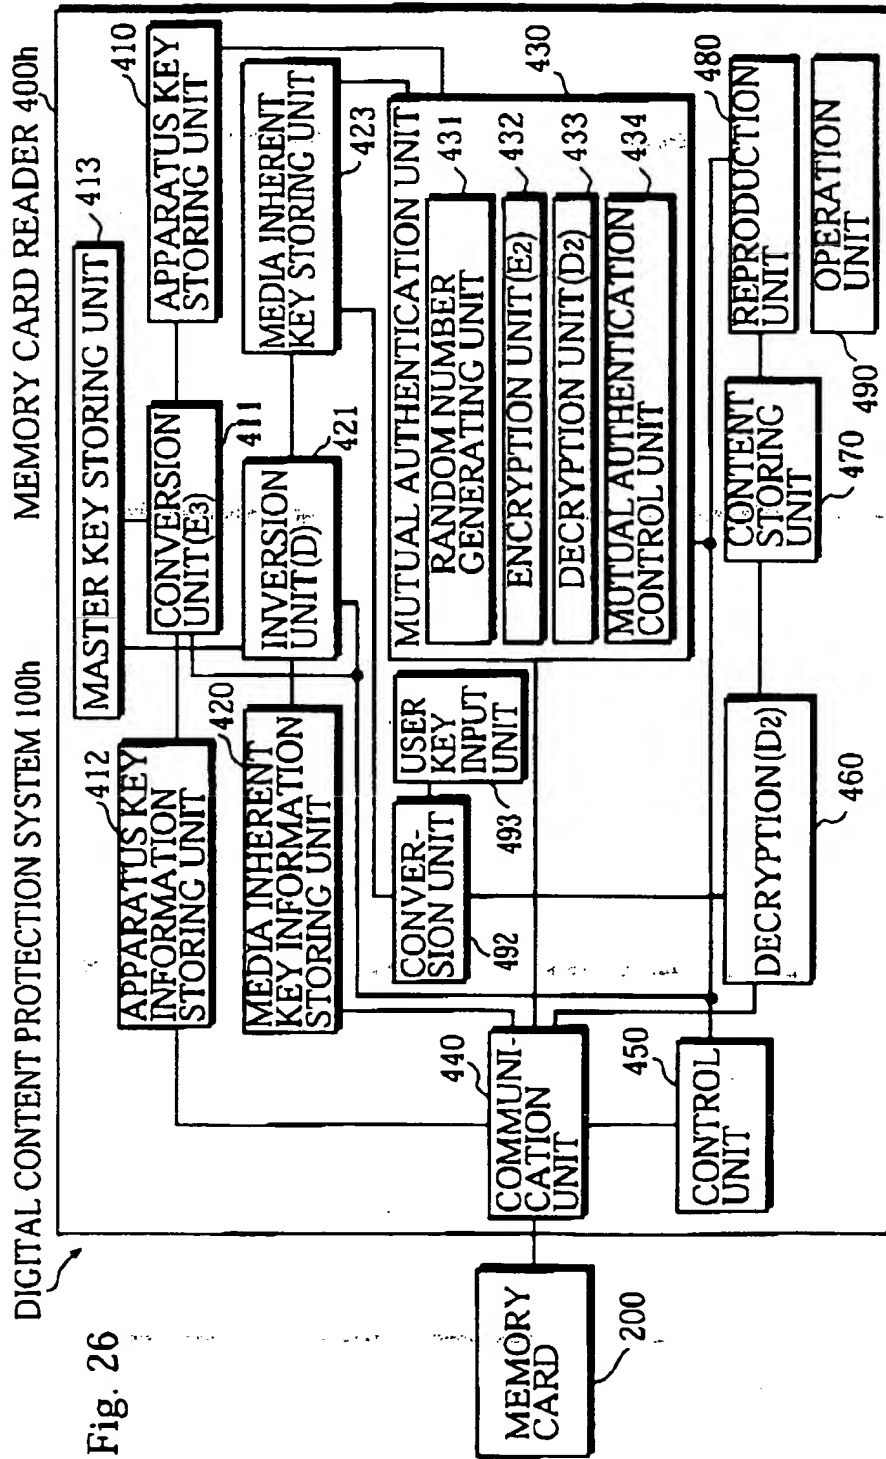 Fig. 26
DIGITAL CONTENT PROTECTION SYSTEM 100h
MEMORY CARD READER 400h
MASTER KEY STORING UNIT
413
APPARATUS KEY
INFORMATION
STORING UNIT
412
CONVERSION
UNIT(E3)
411
APPARATUS KEY
STORING UNIT
410
MEDIA INHERENT
KEY INFORMATION
STORING UNIT
420
INVERSION
UNIT(D)
421
MEDIA INHERENT
KEY STORING UNIT
423
CONVER-
SION UNIT
492
USER
KEY
INPUT
UNIT
493
MUTUAL AUTHENTICATION UNIT
430
RANDOM NUMBER
GENERATING UNIT
431
ENCRYPTION UNIT(E2)
432
DECRYPTION UNIT(D2)
433
MUTUAL AUTHENTICATION
CONTROL UNIT
434
MEMORY
CARD
200
COMMUNI-
CATION
UNIT
440
CONTROL
UNIT
450
DECRYPTION(D2)
460
CONTENT
STORING
UNIT
470
REPRODUCTION
UNIT
480
OPERATION
UNIT
490